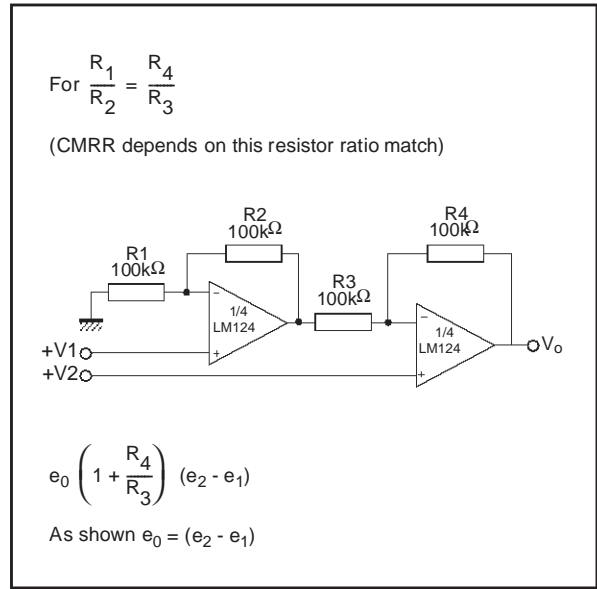 For R1/R2 = R4/R3
(CMRR depends on this resistor ratio match)
R2
100kΩ
R4
100kΩ
R1
100kΩ
R3
100kΩ
1/4
LM124
1/4
LM124
+V1
+V2
Vo
e0 (1 + R4/R3) (e2 - e1)
As shown e0 = (e2 - e1)